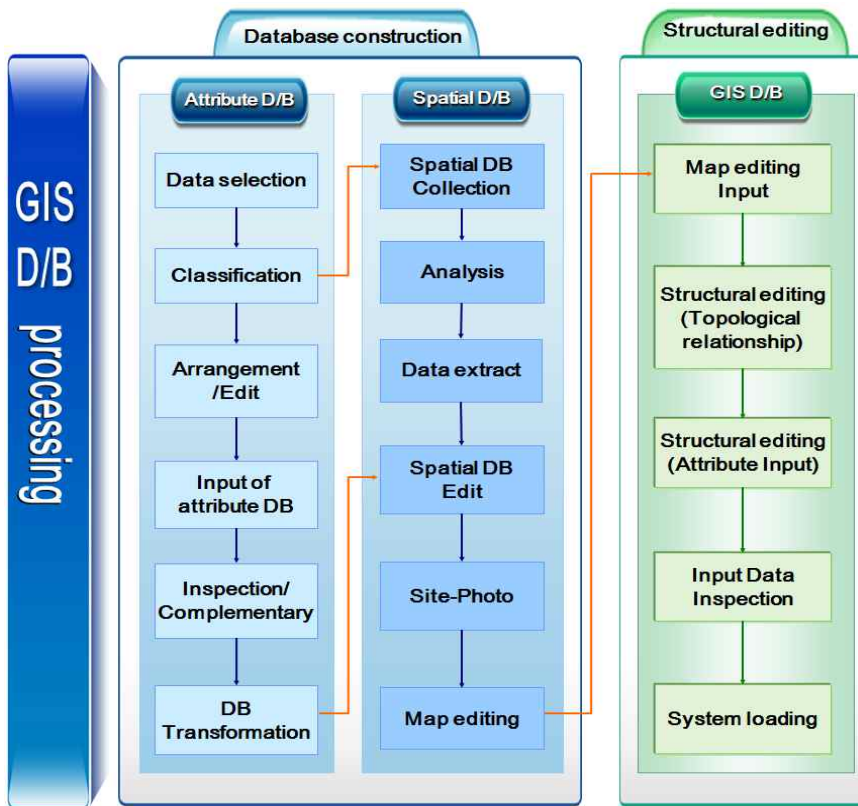 GIS
D/B
processing
Database construction
Attribute D/B
Data selection
Classification
Arrangement
/Edit
Input of
attribute DB
Inspection/
Complementary
DB
Transformation
Spatial D/B
Spatial DB
Collection
Analysis
Data extract
Spatial DB
Edit
Site-Photo
Map editing
Structural editing
GIS D/B
Map editing
Input
Structural editing
(Topological
relationship)
Structural editing
(Attribute Input)
Input Data
Inspection
System loading